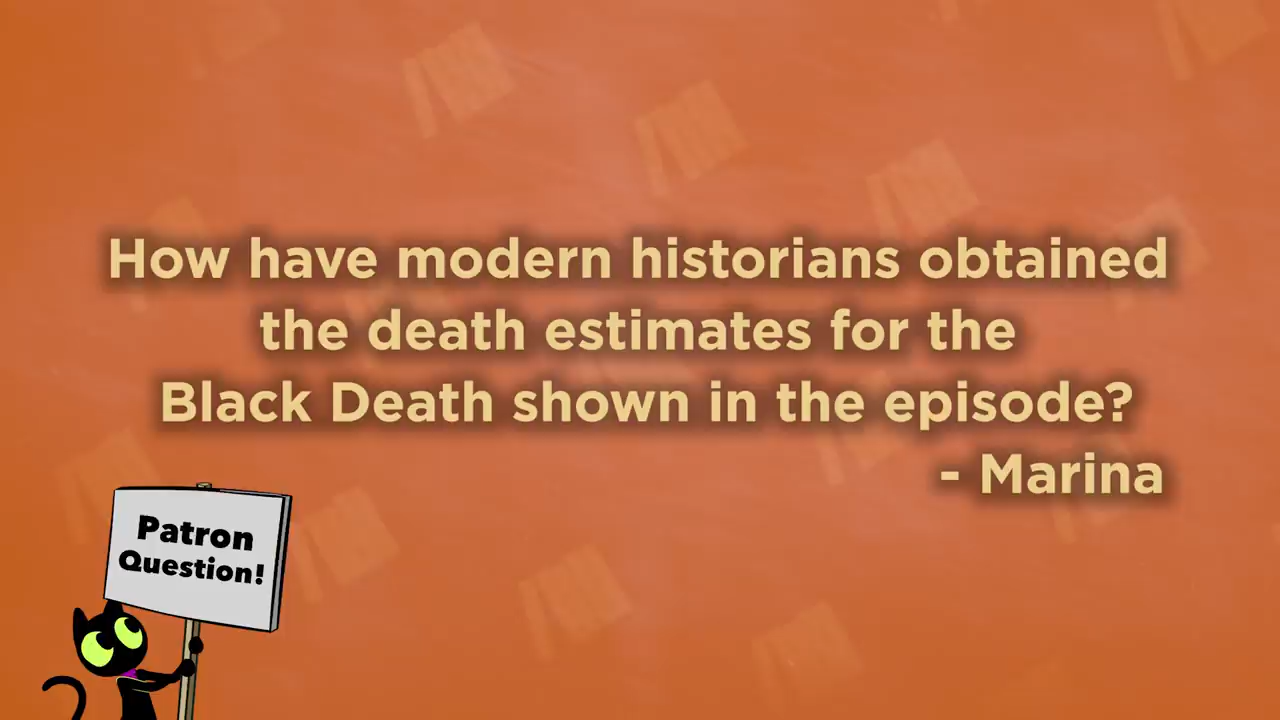 How have modern historians obtained
the death estimates for the
Black Death shown in the episode?
- Marina
Patron
Question!